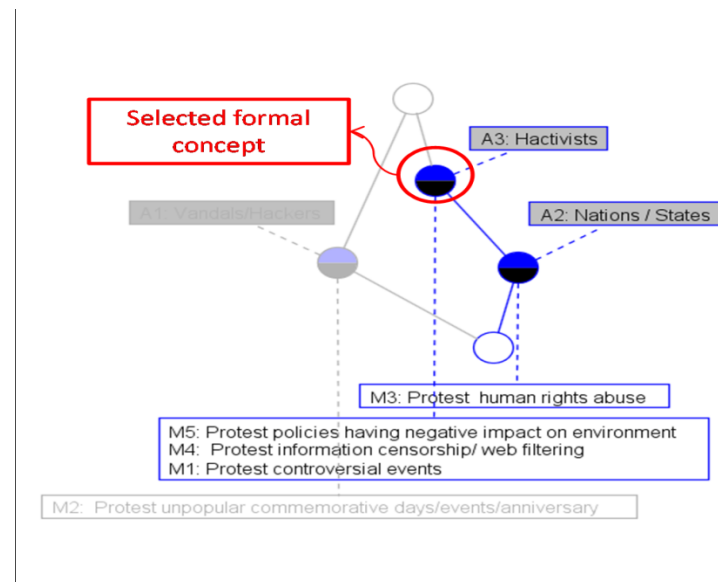 Selected formal
concept
A3: Hactivists
A1: Vandals/Hackers
A2: Nations / States
M3: Protest human rights abuse
M5: Protest policies having negative impact on environment
M4: Protest information censorship/ web filtering
M1: Protest controversial events
M2: Protest unpopular commemorative days/events/anniversary